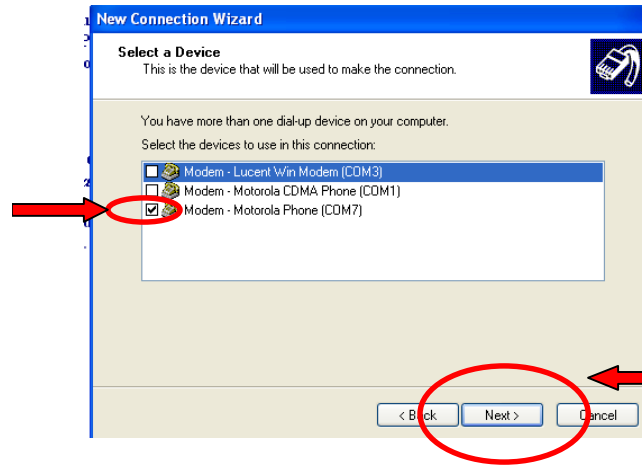 New Connection Wizard
Select a Device
This is the device that will be used to make the connection.
You have more than one dial-up device on your computer.
Select the devices to use in this connection:
Modem - Lucent Win Modem (COM3)
Modem - Motorola CDMA Phone (COM1)
Modem - Motorola Phone (COM7)
< Back Next > Cancel